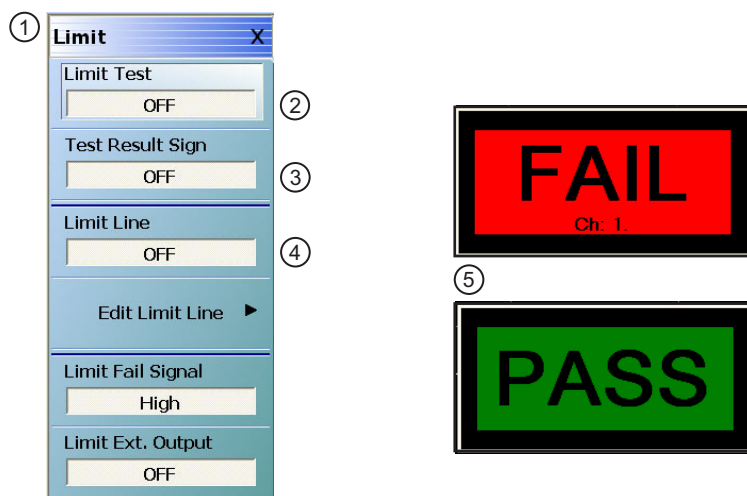 ①
Limit X
Limit Test
OFF
②
Test Result Sign
OFF
③
Limit Line
OFF
④
Edit Limit Line ►
Limit Fail Signal
High
Limit Ext. Output
OFF
FAIL
Ch: 1.
⑤
PASS